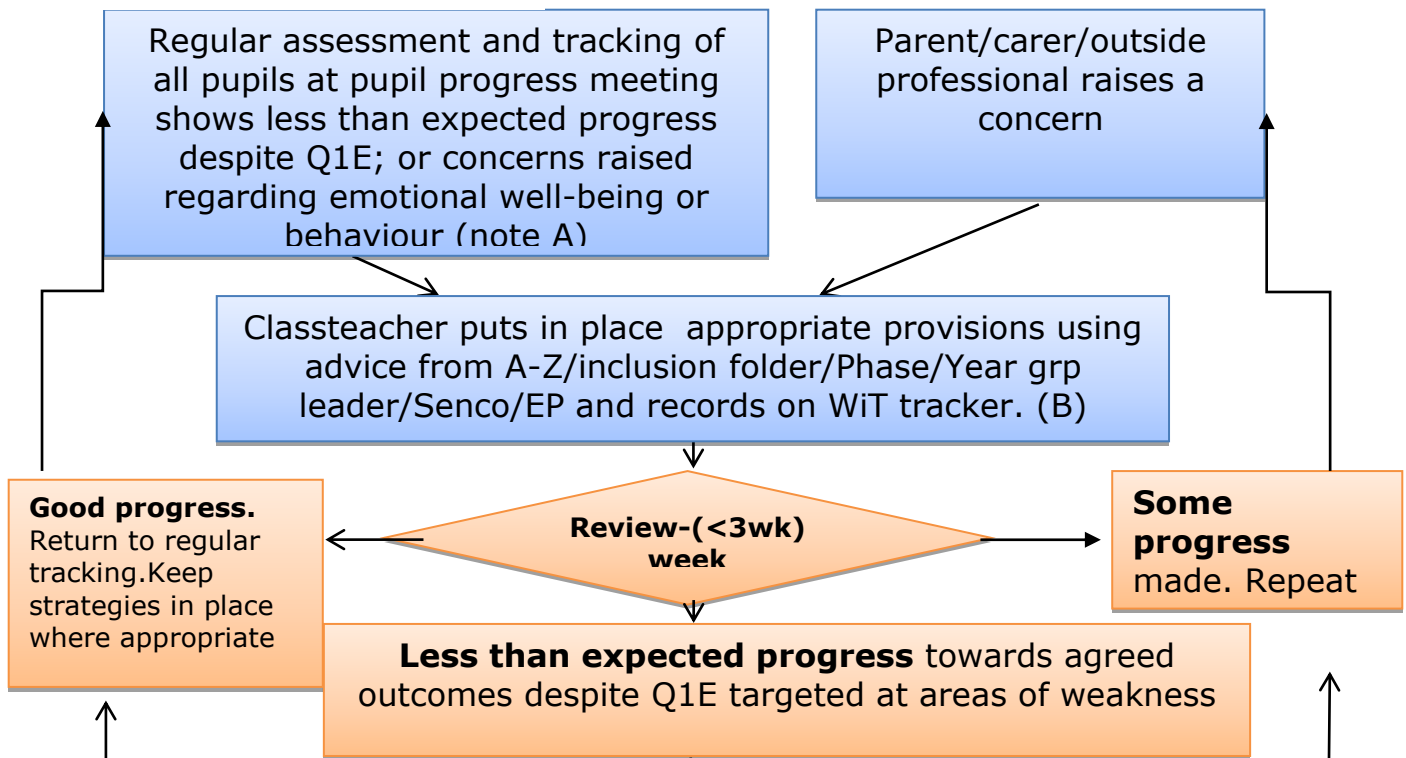 Regular assessment and tracking of
all pupils at pupil progress meeting
shows less than expected progress
despite Q1E; or concerns raised
regarding emotional well-being or
behaviour (note A)
Parent/carer/outside
professional raises a
concern
Classteacher puts in place  appropriate provisions using
advice from A-Z/inclusion folder/Phase/Year grp
leader/Senco/EP and records on WiT tracker. (B)
Good progress.
Return to regular
tracking.Keep
strategies in place
where appropriate
Review-(<3wk)
week
Some
progress
made. Repeat
Less than expected progress towards agreed
outcomes despite Q1E targeted at areas of weakness